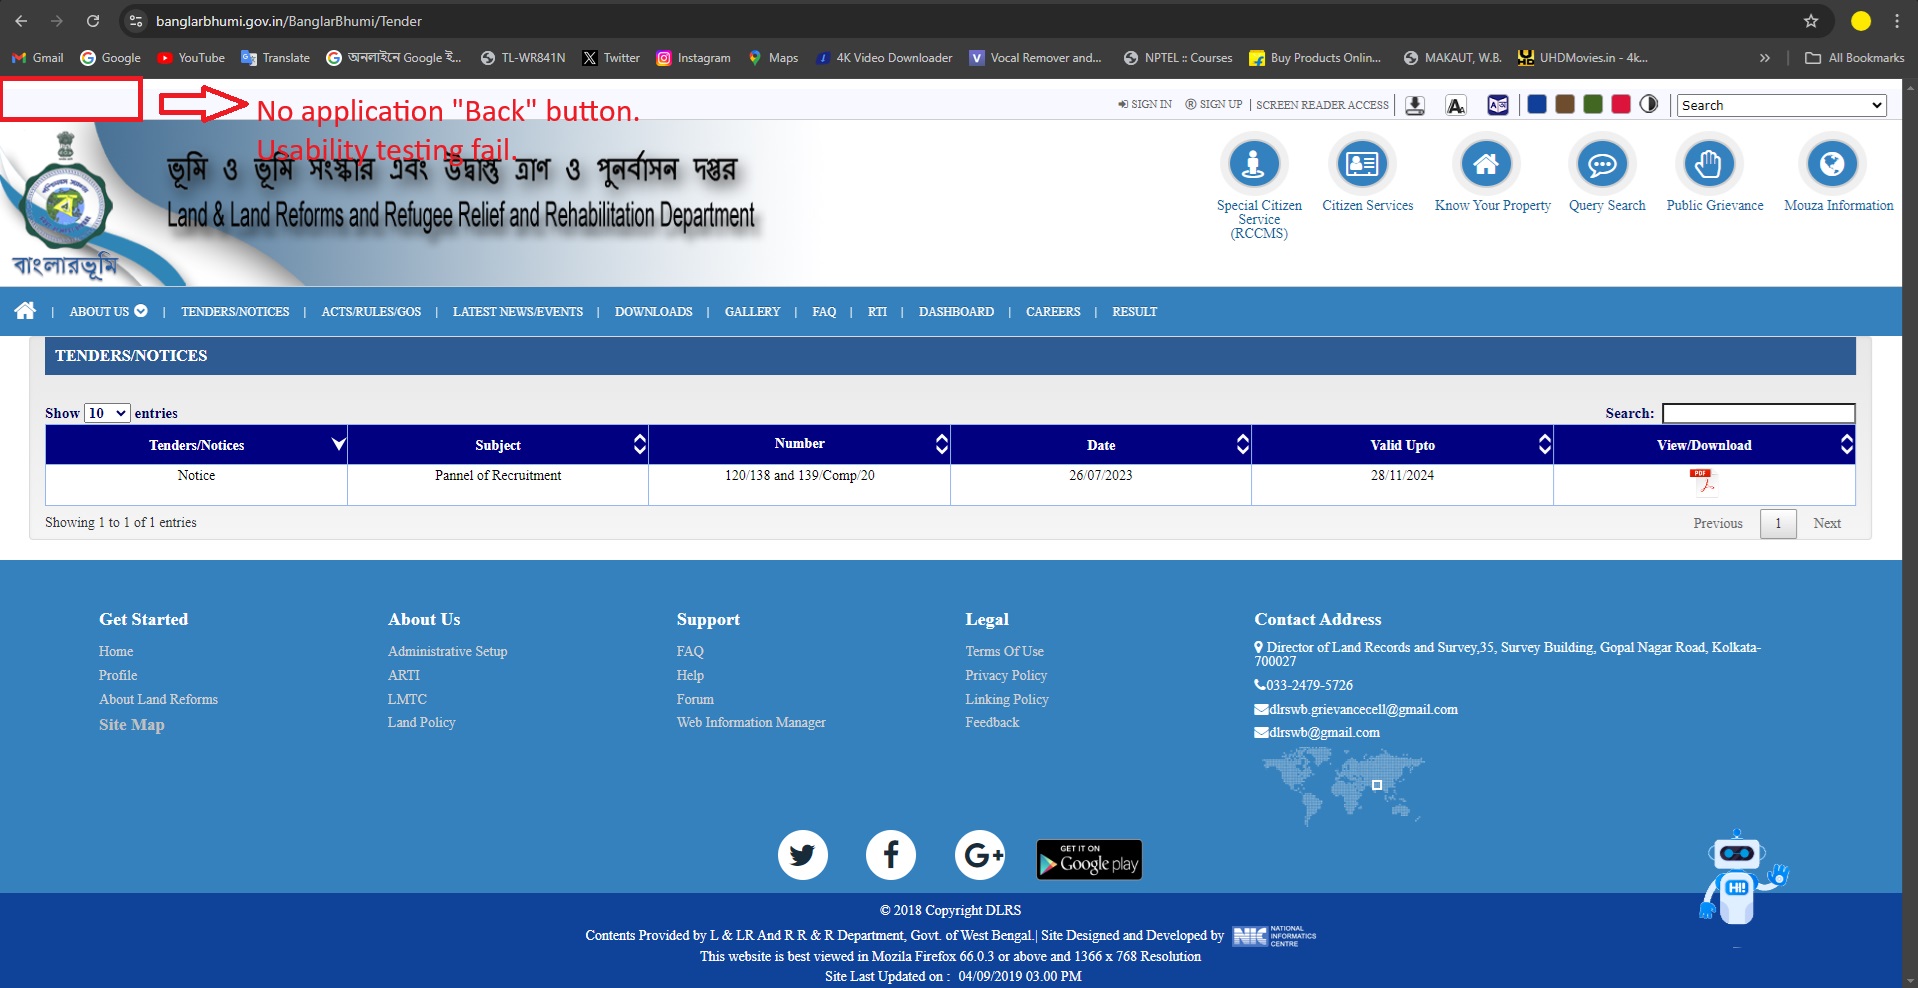 banglarbhumi.gov.in/BanglarBhumi/Tender
Gmail Google YouTube Translate অনলাইনে Google ই... TL-WR841N Twitter Instagram Maps 4K Video Downloader Vocal Remover and... NPTEL :: Courses Buy Products Onlin... MAKAUT, W.B. UHDMovies.in - 4k... » All Bookmarks
No application "Back" button.
Usability testing fail.
SIGN IN SIGN UP | SCREEN READER ACCESS Search
ভূমি ও ভূমি সংস্কার এবং উদ্বাস্তু ত্রাণ ও পুনর্বাসন দপ্তর
Land & Land Reforms and Refugee Relief and Rehabilitation Department
বাংলারভূমি
Special Citizen Service (RCCMS)
Citizen Services
Know Your Property
Query Search
Public Grievance
Mouza Information
| ABOUT US | TENDERS/NOTICES | ACTS/RULES/GOS | LATEST NEWS/EVENTS | DOWNLOADS | GALLERY | FAQ | RTI | DASHBOARD | CAREERS | RESULT
TENDERS/NOTICES
Show 10 entries Search:
Tenders/Notices Subject Number Date Valid Upto View/Download
Notice Pannel of Recruitment 120/138 and 139/Comp/20 26/07/2023 28/11/2024 PDF
Showing 1 to 1 of 1 entries Previous 1 Next
Get Started
Home
Profile
About Land Reforms
Site Map
About Us
Administrative Setup
ARTI
LMTC
Land Policy
Support
FAQ
Help
Forum
Web Information Manager
Legal
Terms Of Use
Privacy Policy
Linking Policy
Feedback
Contact Address
Director of Land Records and Survey,35, Survey Building, Gopal Nagar Road, Kolkata-
700027
033-2479-5726
dlrswb.grievancecell@gmail.com
dlrswb@gmail.com
GET IT ON
Google play
HI!
© 2018 Copyright DLRS
Contents Provided by L & LR And R R & R Department, Govt. of West Bengal.| Site Designed and Developed by NIC NATIONAL INFORMATICS CENTRE
This website is best viewed in Mozila Firefox 66.0.3 or above and 1366 x 768 Resolution
Site Last Updated on : 04/09/2019 03.00 PM